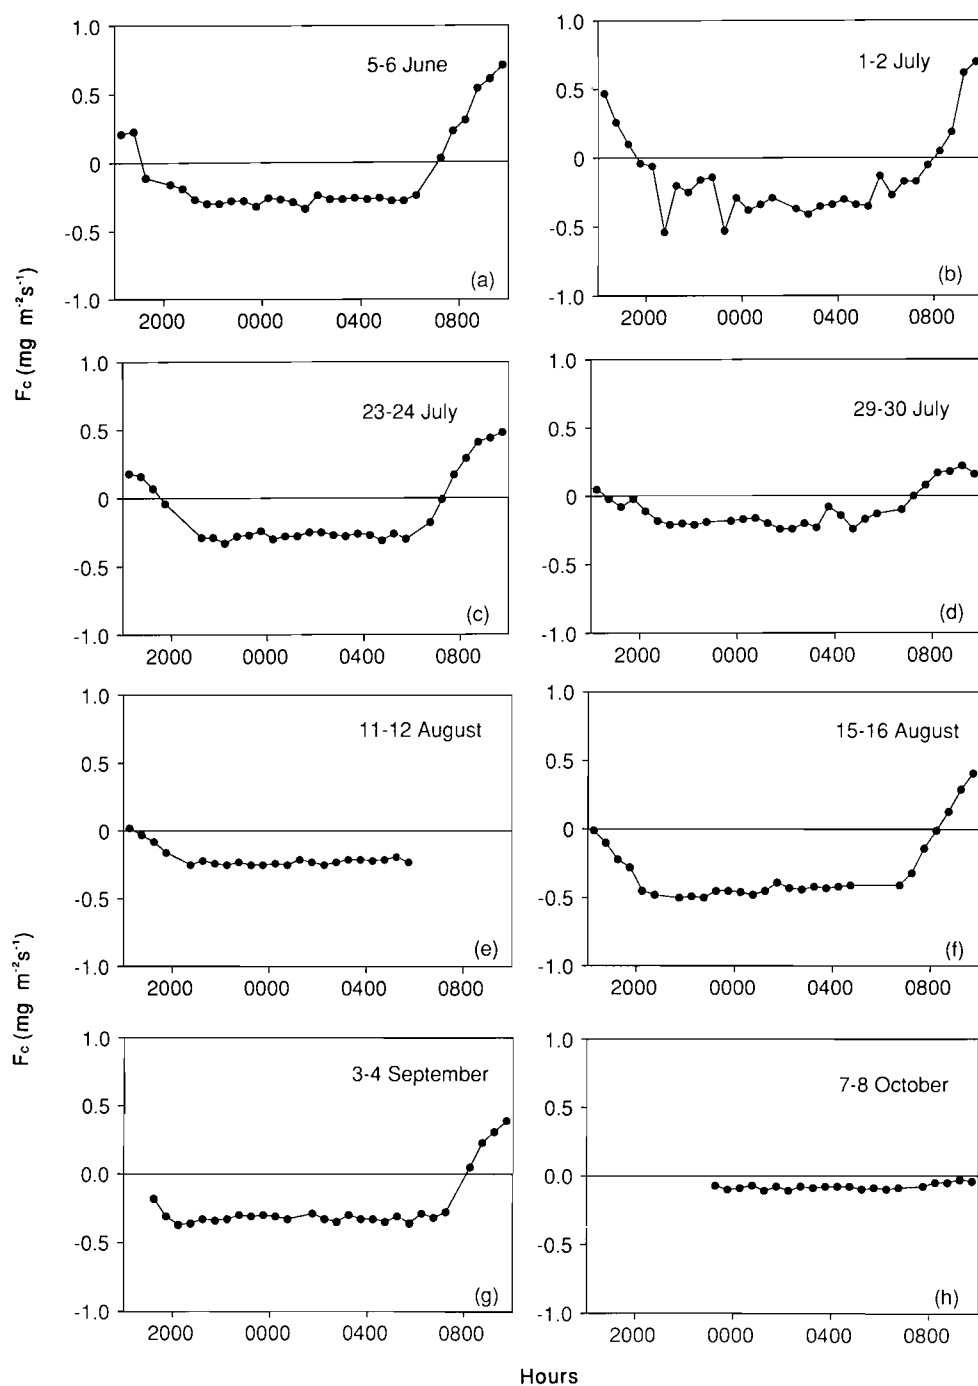 1.0
0.5
0
-0.5
-1.0
5-6 June
(a)
2000 0000 0400 0800
1.0
0.5
0
-0.5
-1.0
1-2 July
(b)
2000 0000 0400 0800
Fc (mg m-2s-1)
1.0
0.5
0
-0.5
-1.0
23-24 July
(c)
2000 0000 0400 0800
1.0
0.5
0
-0.5
-1.0
29-30 July
(d)
2000 0000 0400 0800
1.0
0.5
0
-0.5
-1.0
11-12 August
(e)
2000 0000 0400 0800
1.0
0.5
0
-0.5
-1.0
15-16 August
(f)
2000 0000 0400 0800
Fc (mg m-2s-1)
1.0
0.5
0.0
-0.5
-1.0
3-4 September
(g)
2000 0000 0400 0800
1.0
0.5
0.0
-0.5
-1.0
7-8 October
(h)
2000 0000 0400 0800
Hours